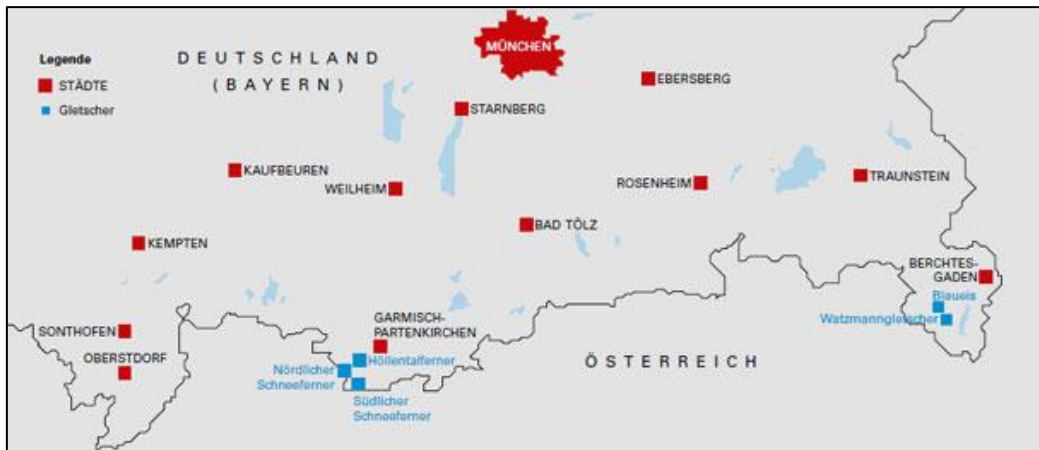 MÜNCHEN
DEUTSCHLAND
(BAYERN)
Legende
STÄDTE
Gletscher
EBERSBERG
STARNBERG
KAUFBEUREN
WEILHEIM
ROSENHEIM
TRAUNSTEIN
BAD TÖLZ
KEMPTEN
BERCHTES-
GADEN
Blaueis
Watzmanngletscher
GARMISCH-
PARTENKIRCHEN
SONTHOFEN
OBERSTDORF
Höllentalferner
Nördlicher
Schneeferner
Südlicher
Schneeferner
ÖSTERREICH